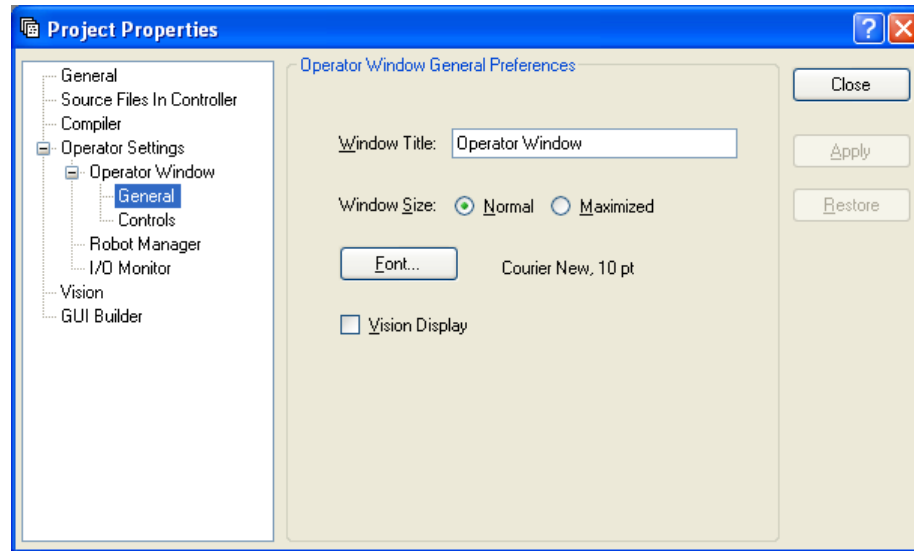 Project Properties
General
Source Files In Controller
Compiler
Operator Settings
Operator Window
General
Controls
Robot Manager
I/O Monitor
Vision
GUI Builder
Operator Window General Preferences
Window Title: Operator Window
Window Size: Normal Maximized
Font... Courier New, 10 pt
Vision Display
Close
Apply
Restore